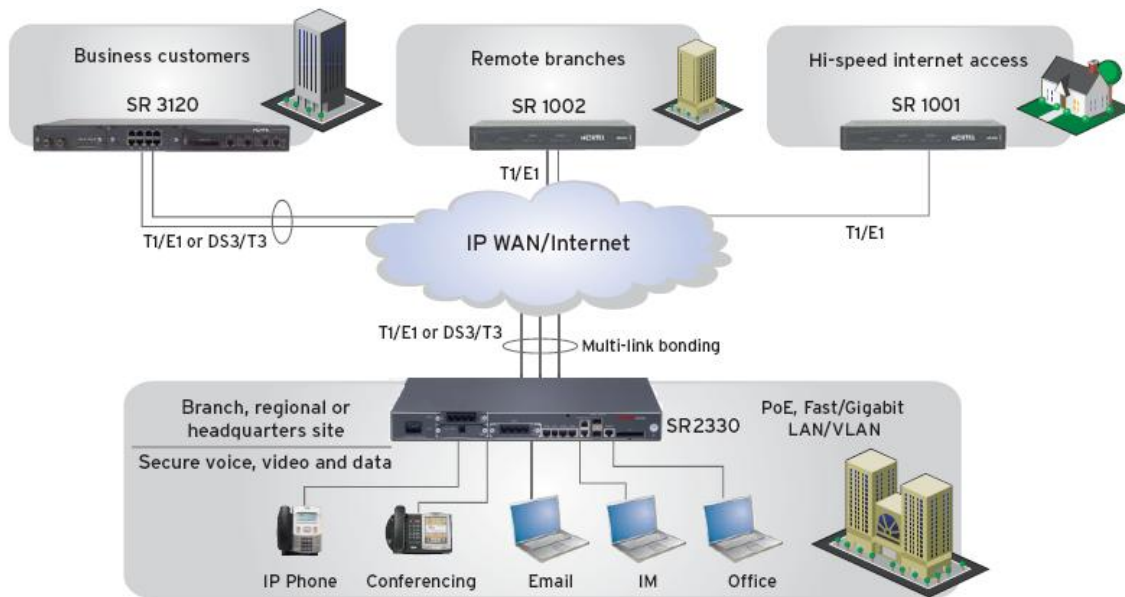 Business customers
SR 3120
Remote branches
SR 1002
Hi-speed internet access
SR 1001
T1/E1
T1/E1 or DS3/T3
T1/E1
IP WAN/Internet
T1/E1 or DS3/T3
Multi-link bonding
Branch, regional or
headquarters site
Secure voice, video and data
SR2330
PoE, Fast/Gigabit
LAN/VLAN
IP Phone
Conferencing
Email
IM
Office